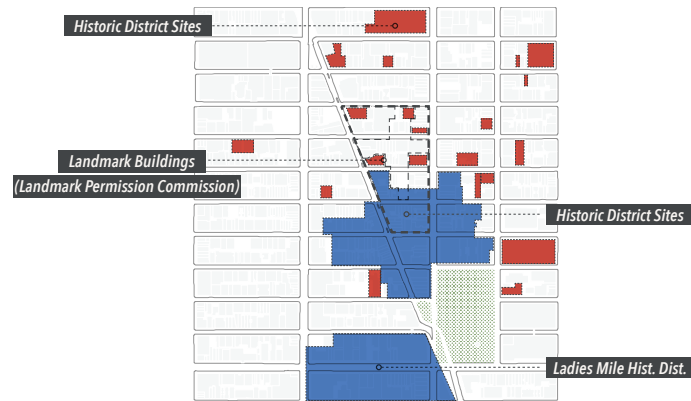 Historic District Sites
Landmark Buildings
(Landmark Permission Commission)
Historic District Sites
Ladies Mile Hist. Dist.